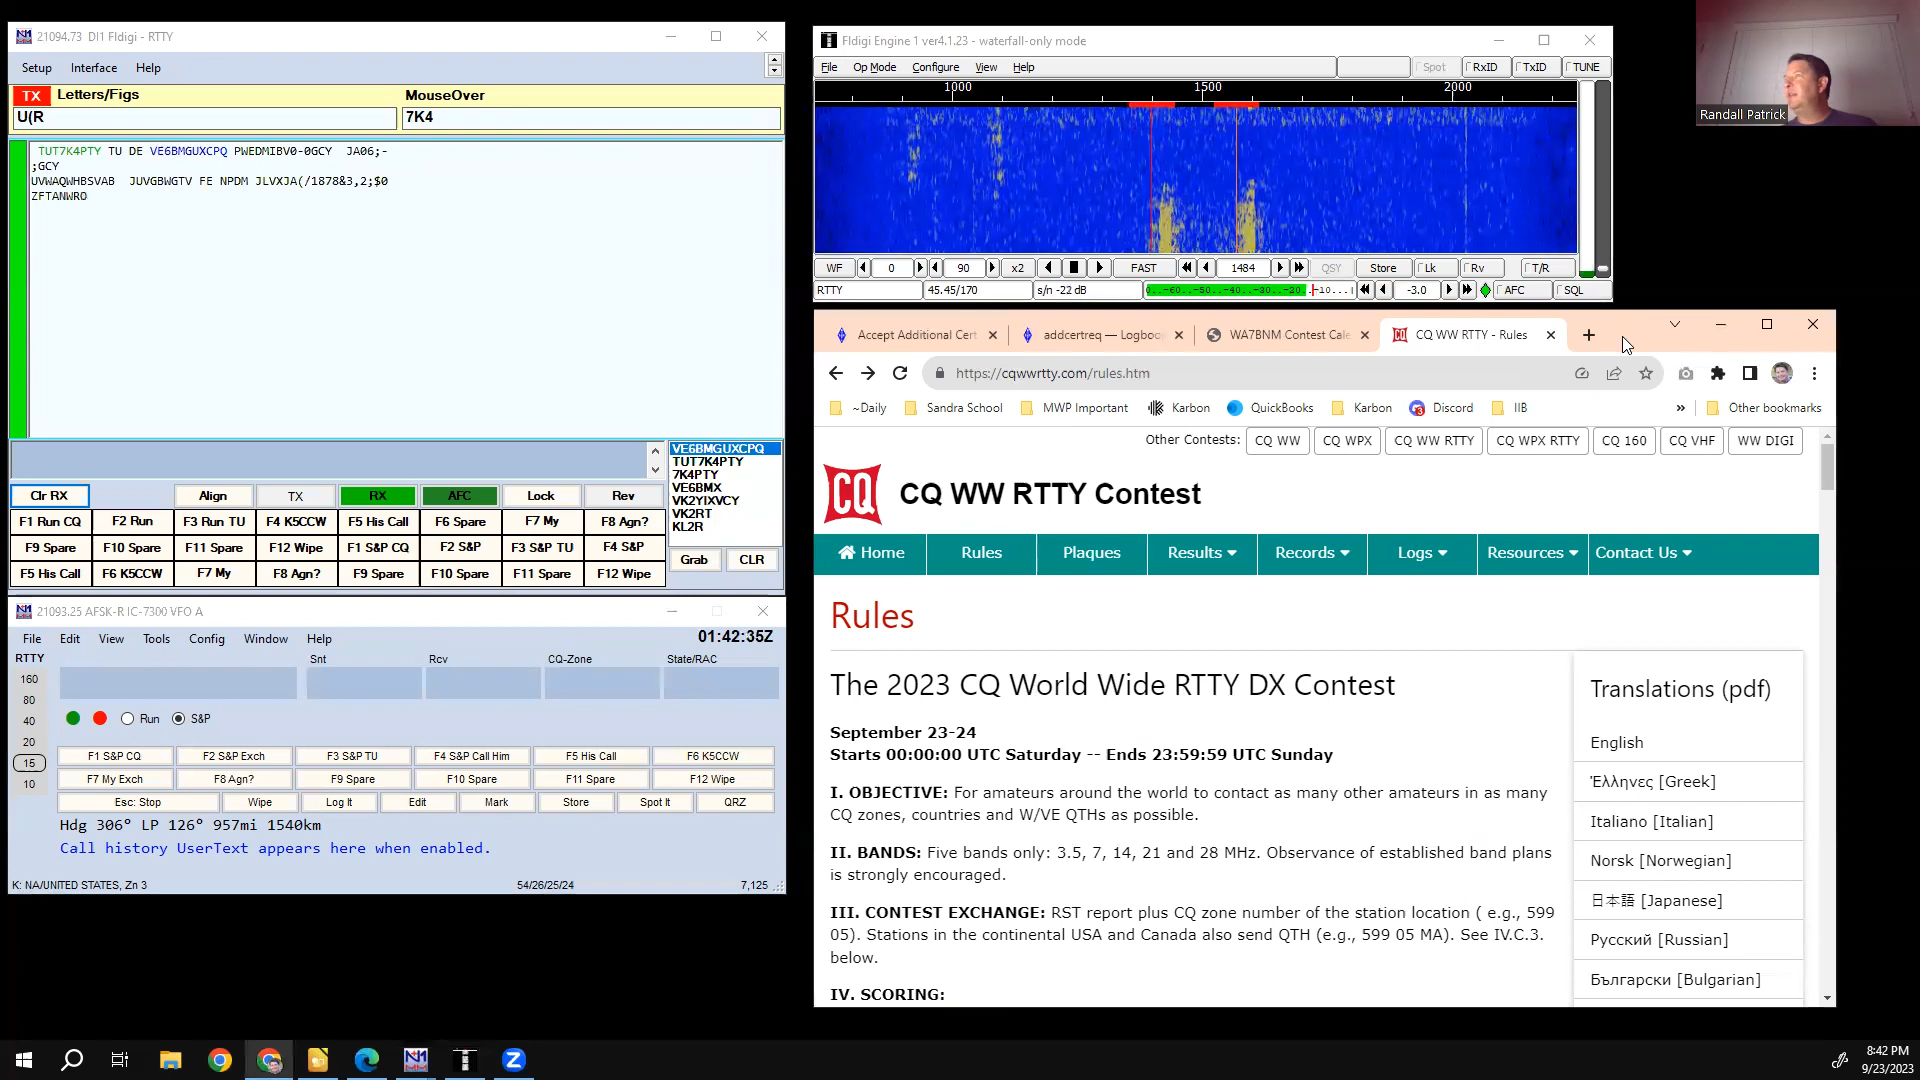 21094.73 DI1 Fldigi - RTTY
Setup Interface Help
TX Letters/Figs MouseOver
U(R 7K4
TUT7K4PTY TU DE VE6BMGUXCPQ PWEDMIBV0-0GCY JA06;-
;GCY
UVWAQWHBSVAB JUVGBWGTV FE NPDM JLVXJA(/1878&3,2;$0
ZFTANWRO
VE6BMGUXCPQ
TUT7K4PTY
7K4PTY
VE6BMX
VK2YIXVCY
VK2RT
KL2R
Clr RX Align TX RX AFC Lock Rev
F1 Run CQ F2 Run F3 Run TU F4 K5CCW F5 His Call F6 Spare F7 My F8 Agn?
F9 Spare F10 Spare F11 Spare F12 Wipe F1 S&P CQ F2 S&P F3 S&P TU F4 S&P
F5 His Call F6 K5CCW F7 My F8 Agn? F9 Spare F10 Spare F11 Spare F12 Wipe
Grab CLR
21093.25 AFSK-R IC-7300 VFO A
File Edit View Tools Config Window Help 01:42:35Z
RTTY Snt Rcv CQ-Zone State/RAC
160
80
40
20
15
10
Run S&P
F1 S&P CQ F2 S&P Exch F3 S&P TU F4 S&P Call Him F5 His Call F6 K5CCW
F7 My Exch F8 Agn? F9 Spare F10 Spare F11 Spare F12 Wipe
Esc: Stop Wipe Log It Edit Mark Store Spot It QRZ
Hdg 306° LP 126° 957mi 1540km
Call history UserText appears here when enabled.
K: NA/UNITED STATES, Zn 3 54/26/25/24 7,125
Fldigi Engine 1 ver4.1.23 - waterfall-only mode
File Op Mode Configure View Help Spot RxID TxID TUNE
1000 1500 2000
WF 0 90 x2 FAST 1484 QSY Store Lk Rv T/R
RTTY 45.45/170 s/n -22 dB 0...-60..-50..-40..-30..-20..-10... -3.0 AFC SQL
Randall Patrick
Accept Additional Cert addcertreq — Logboo WA7BNM Contest Cale CQ WW RTTY - Rules
https://cqwwrtty.com/rules.htm
~Daily Sandra School MWP Important Karbon QuickBooks Karbon Discord IIB » Other bookmarks
Other Contests: CQ WW CQ WPX CQ WW RTTY CQ WPX RTTY CQ 160 CQ VHF WW DIGI
CQ CQ WW RTTY Contest
Home Rules Plaques Results Records Logs Resources Contact Us
Rules
The 2023 CQ World Wide RTTY DX Contest
September 23-24
Starts 00:00:00 UTC Saturday -- Ends 23:59:59 UTC Sunday
I. OBJECTIVE: For amateurs around the world to contact as many other amateurs in as many
CQ zones, countries and W/VE QTHs as possible.
II. BANDS: Five bands only: 3.5, 7, 14, 21 and 28 MHz. Observance of established band plans
is strongly encouraged.
III. CONTEST EXCHANGE: RST report plus CQ zone number of the station location ( e.g., 599
05). Stations in the continental USA and Canada also send QTH (e.g., 599 05 MA). See IV.C.3.
below.
IV. SCORING:
Translations (pdf)
English
Έλληνες [Greek]
Italiano [Italian]
Norsk [Norwegian]
日本語 [Japanese]
Русский [Russian]
Български [Bulgarian]
8:42 PM
9/23/2023